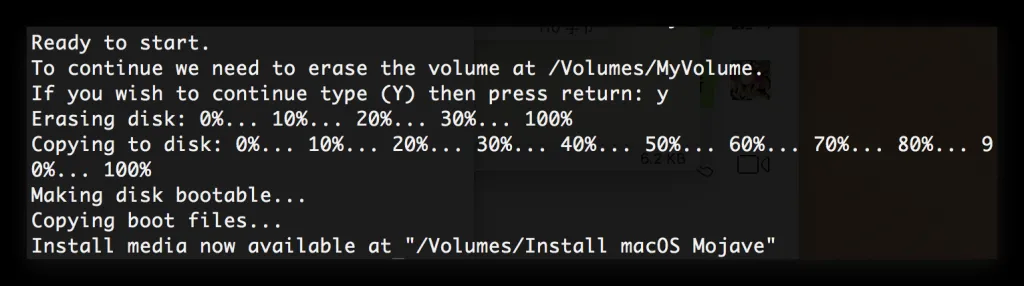 Ready to start.
To continue we need to erase the volume at /Volumes/MyVolume.
If you wish to continue type (Y) then press return: y
Erasing disk: 0%... 10%... 20%... 30%... 100%
Copying to disk: 0%... 10%... 20%... 30%... 40%... 50%... 60%... 70%... 80%... 9
0%... 100%
Making disk bootable...
Copying boot files...
Install media now available at "/Volumes/Install macOS Mojave"
6.2 KB